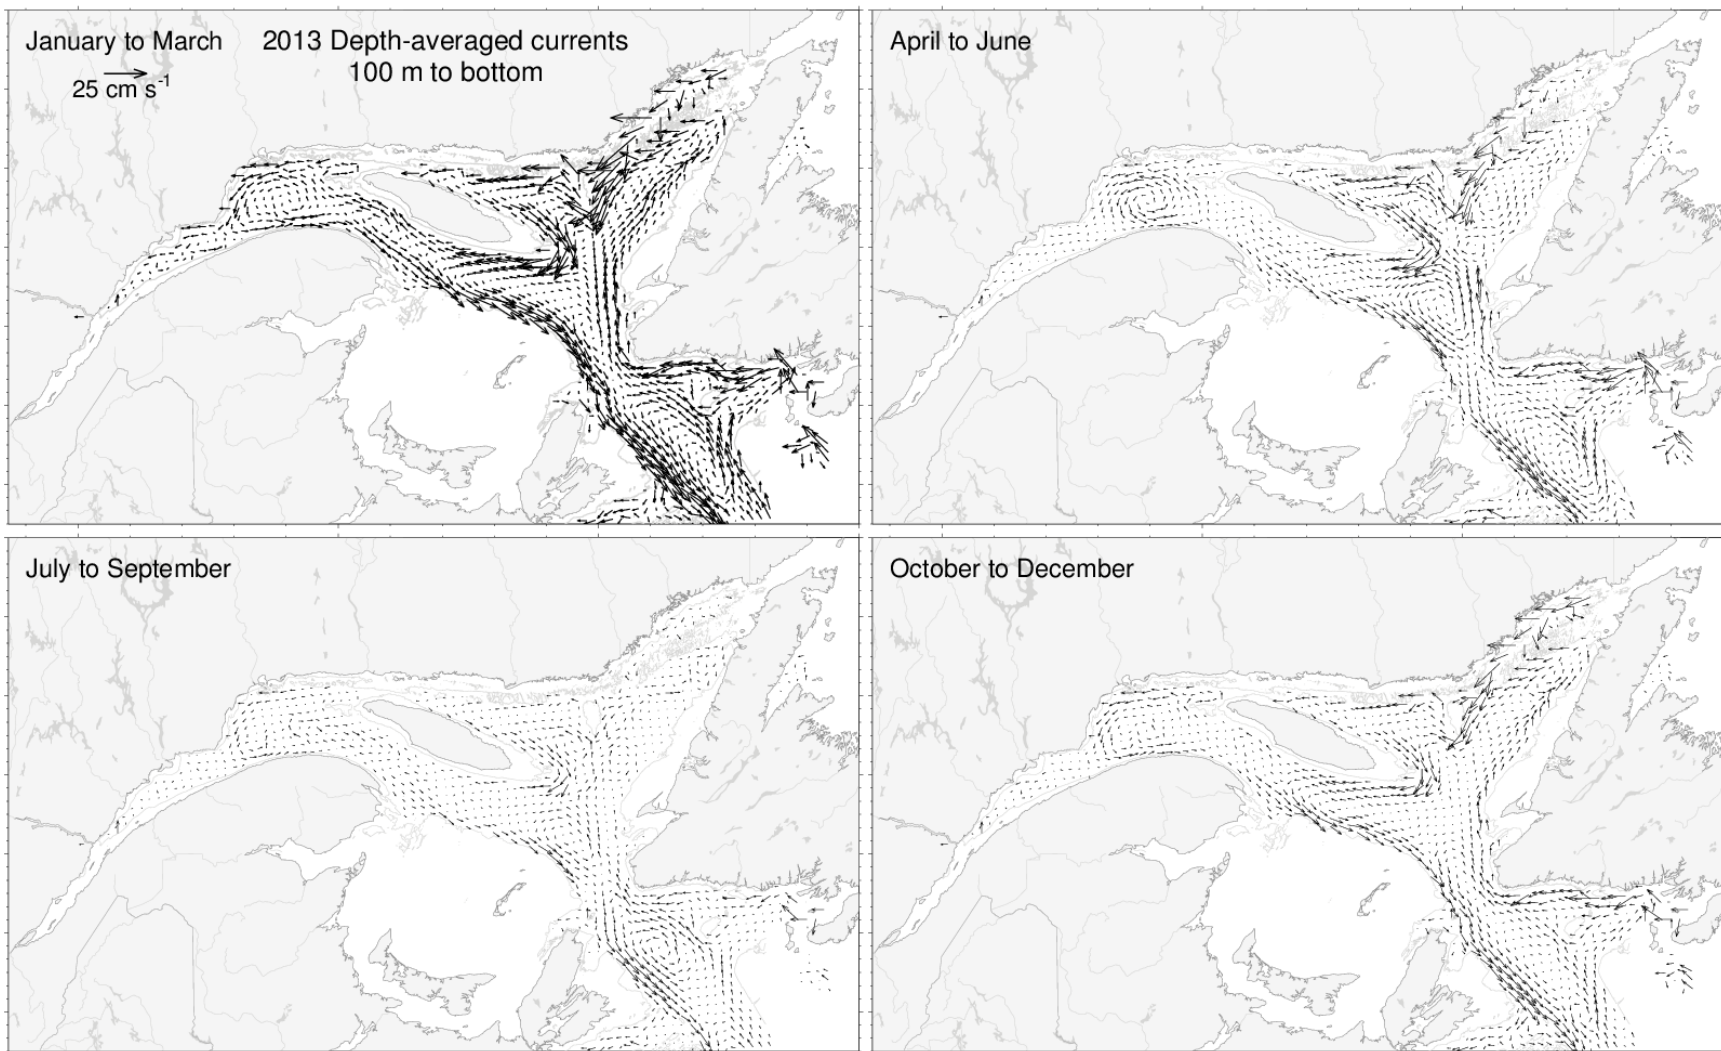 January to March
2013 Depth-averaged currents
100 m to bottom
25 cm s⁻¹
April to June
July to September
October to December